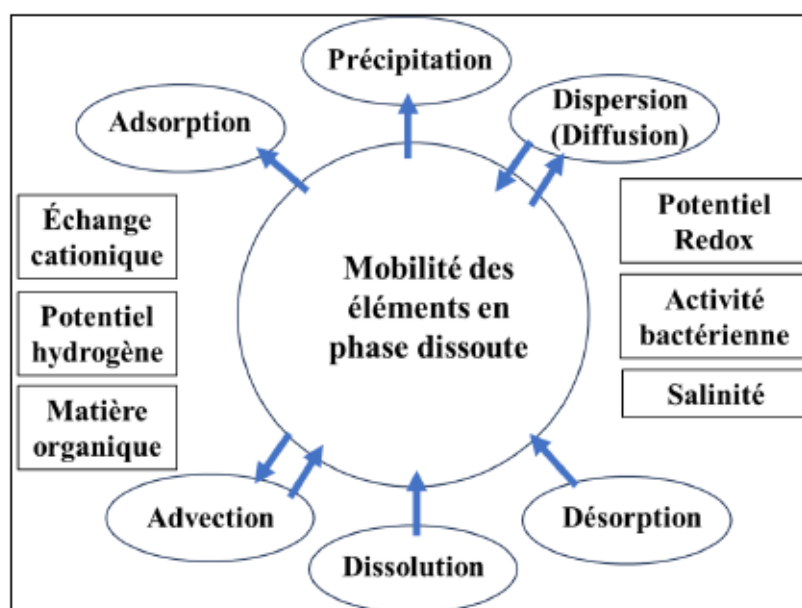 Précipitation
Adsorption
Dispersion
(Diffusion)
Échange
cationique
Potentiel
hydrogène
Matière
organique
Mobilité des
éléments en
phase dissoute
Potentiel
Redox
Activité
bactérienne
Salinité
Advection
Dissolution
Désorption